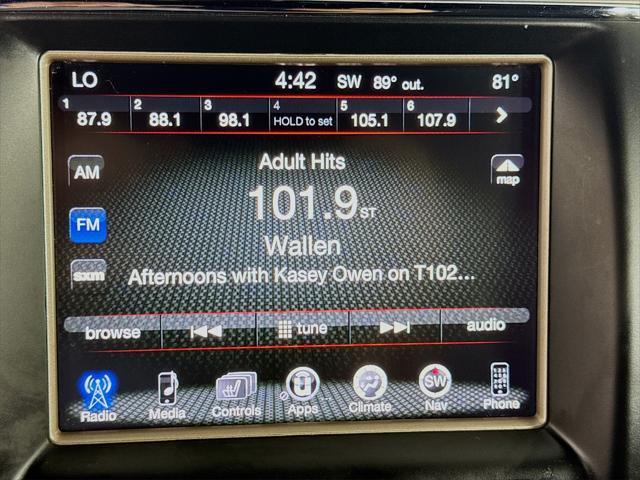 LO 4:42 SW 89° out. 81°
1 2 3 4 5 6
87.9 88.1 98.1 HOLD to set 105.1 107.9
Adult Hits
AM map
101.9 ST
FM
Wallen
sxm Afternoons with Kasey Owen on T102...
browse tune audio
SW
Radio Media Controls Apps Climate Nav Phone